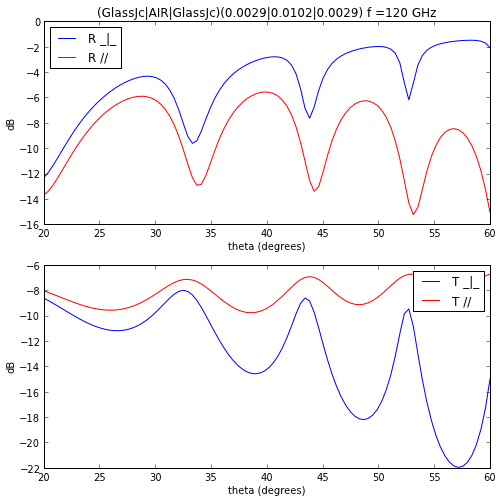 (GlassJc|AIR|GlassJc)(0.0029|0.0102|0.0029) f =120 GHz
R _|_
R //
dB
−2
−4
−6
−8
−10
−12
−14
−16
0
20 25 30 35 40 45 50 55 60
theta (degrees)
T _|_
T //
dB
−6
−8
−10
−12
−14
−16
−18
−20
−22
20 25 30 35 40 45 50 55 60
theta (degrees)